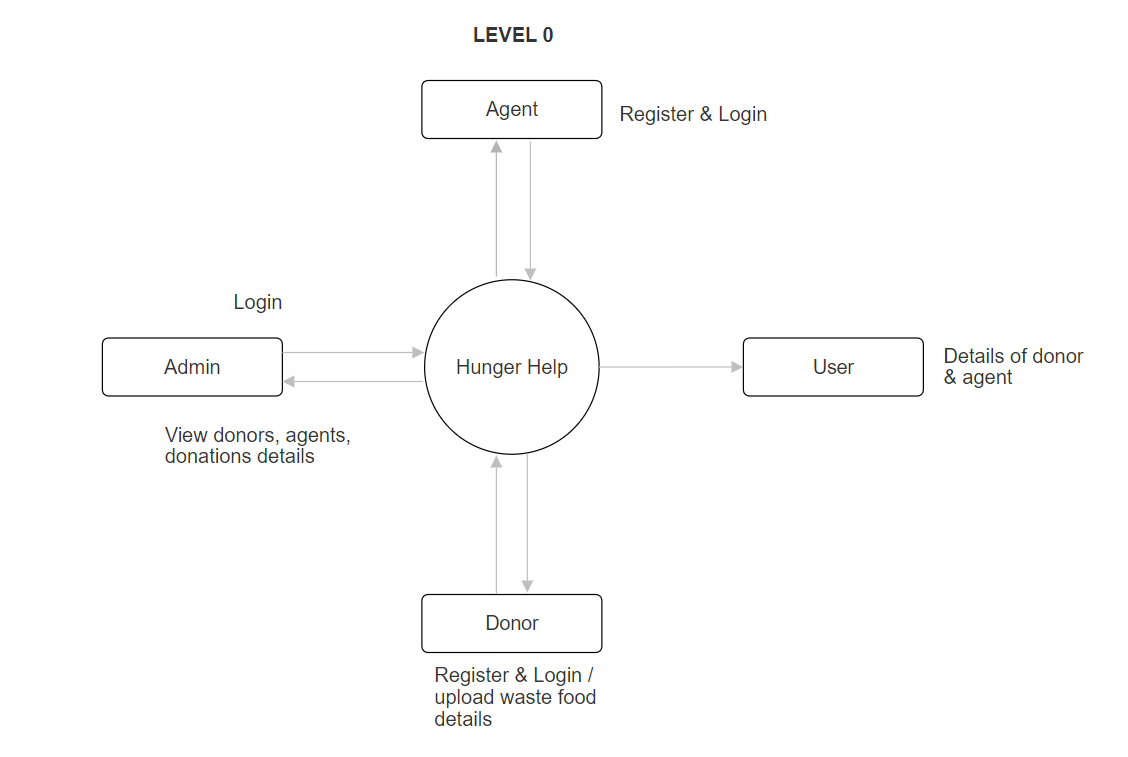 LEVEL 0
Agent
Register & Login
Login
Admin
Hunger Help
User
Details of donor
& agent
View donors, agents,
donations details
Donor
Register & Login /
upload waste food
details